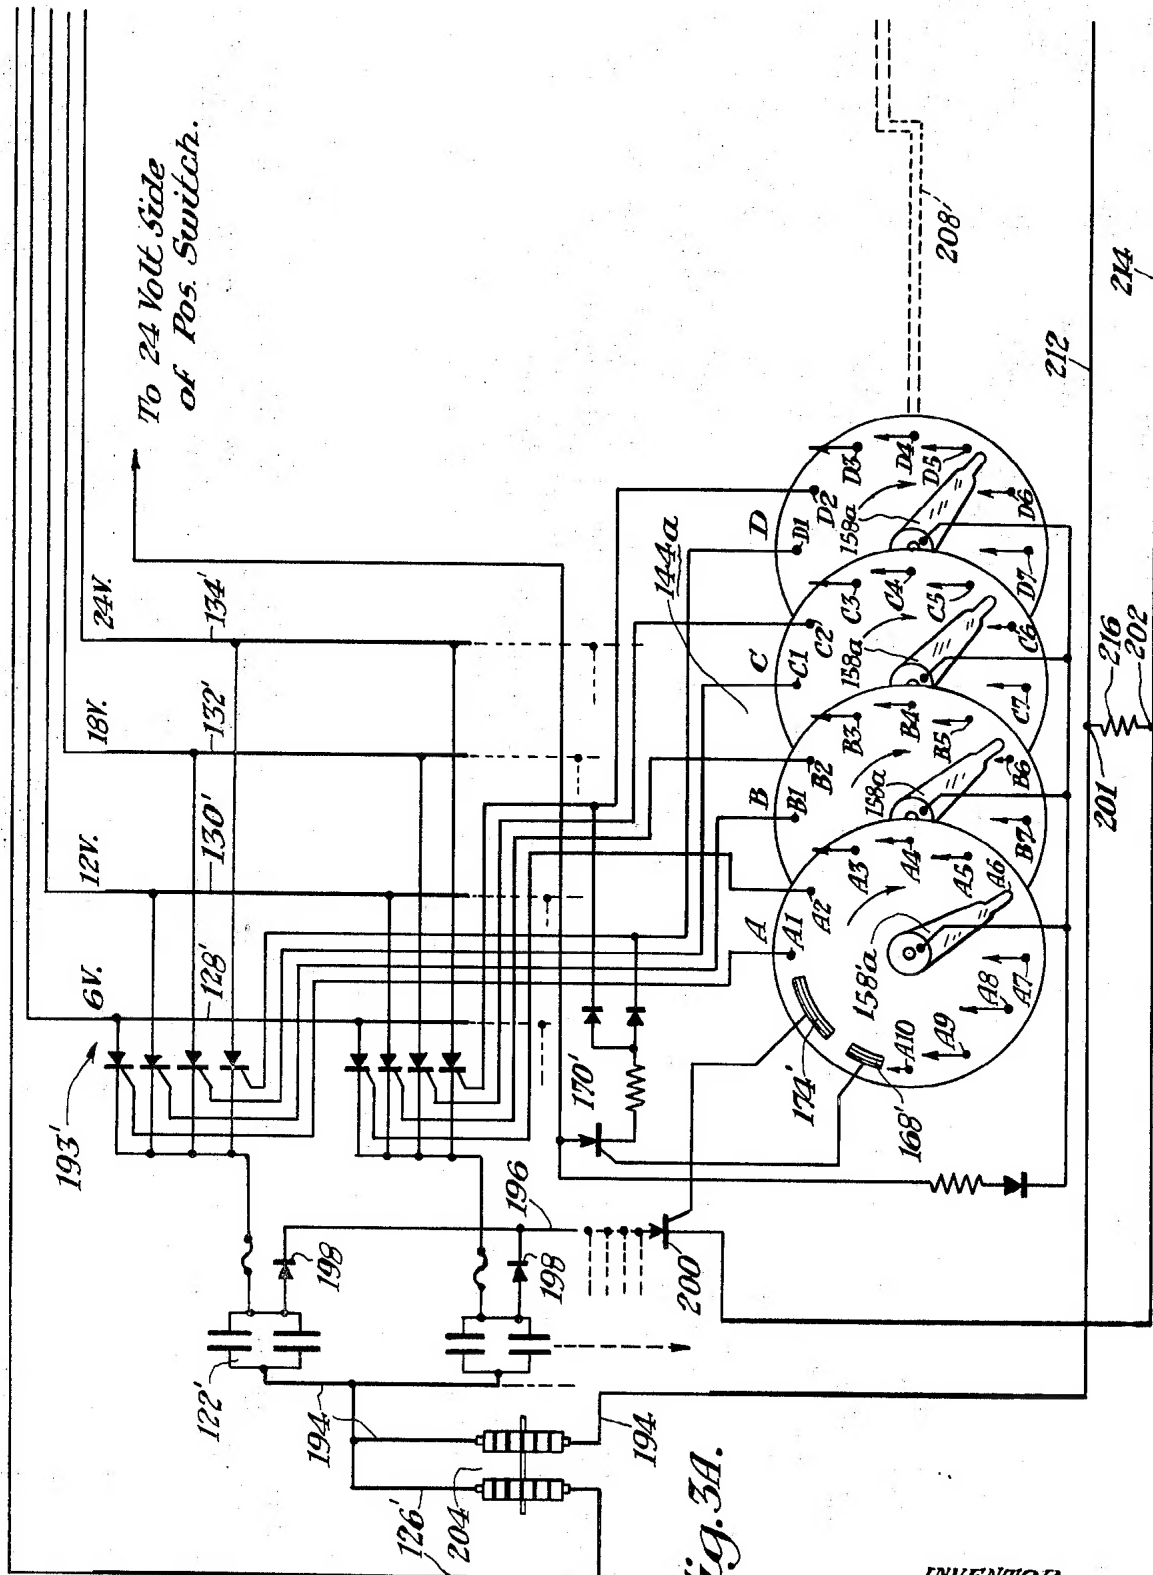 To 24 Volt Side
of Pos. Switch.
24V.
18V.
12V.
6V.
134'
132'
130'
128'
193'
170'
196
198
198
200
122'
194
194
126'
204
144a
A
B
C
D
A1
A2
A3
A4
A5
A6
A7
A8
A9
A10
B1
B2
B3
B4
B5
B6
B7
C1
C2
C3
C4
C5
C6
C7
D1
D2
D3
D4
D5
D6
D7
158'a
158a
158a
158a
174'
168'
208'
212
214
216
201
202
ig.3A.
INVENTOR